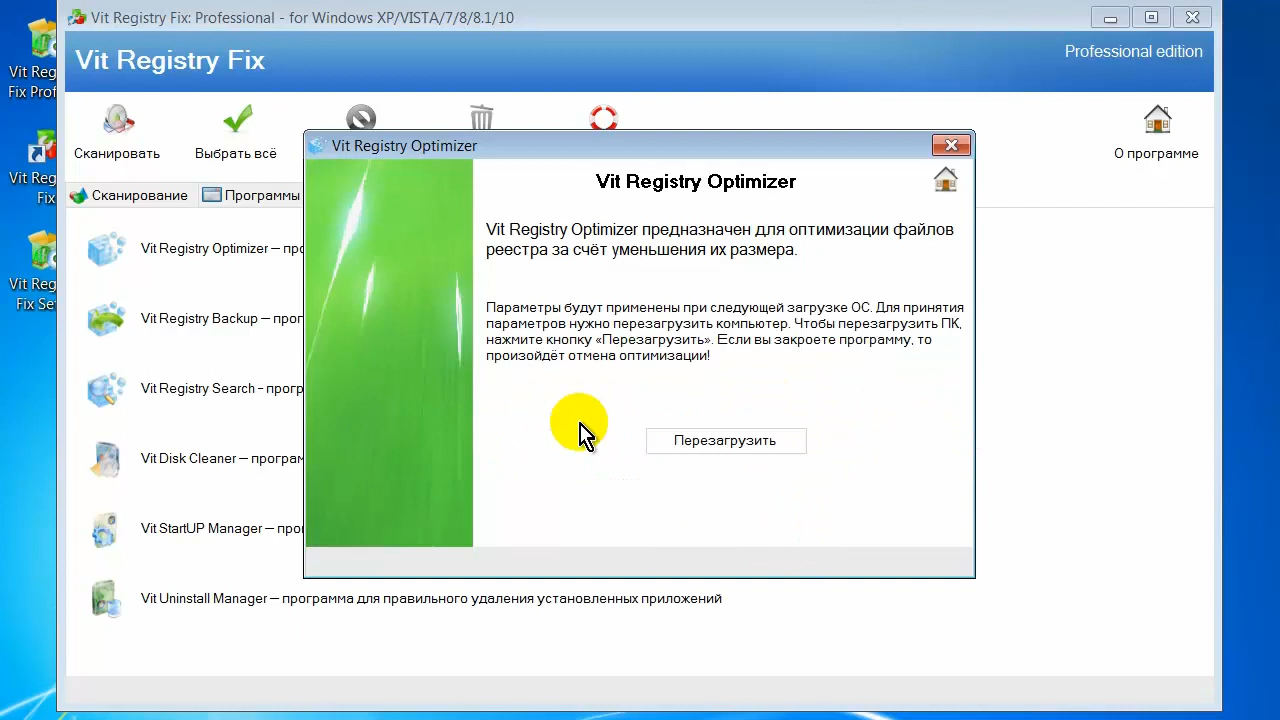 Vit Registry Fix: Professional - for Windows XP/VISTA/7/8/8.1/10
Vit Registry Fix
Professional edition
Сканировать
Выбрать всё
О программе
Сканирование
Программы
Vit Registry Optimizer
Vit Registry Optimizer
Vit Registry Optimizer предназначен для оптимизации файлов
реестра за счёт уменьшения их размера.
Параметры будут применены при следующей загрузке ОС. Для принятия
параметров нужно перезагрузить компьютер. Чтобы перезагрузить ПК,
нажмите кнопку «Перезагрузить». Если вы закроете программу, то
произойдёт отмена оптимизации!
Перезагрузить
Vit Registry Optimizer –
Vit Registry Backup –
Vit Registry Search -
Vit Disk Cleaner –
Vit StartUP Manager –
Vit Uninstall Manager – программа для правильного удаления установленных приложений
Vit Reg
Fix Prof
Vit Reg
Fix
Vit Reg
Fix Se